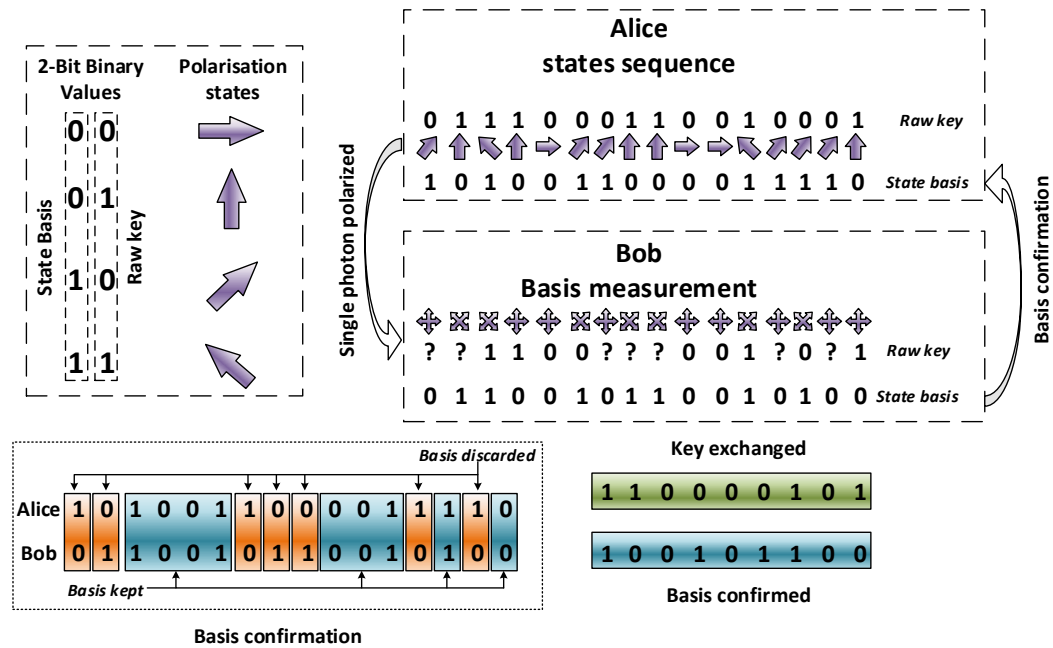 2-Bit Binary Values
Polarisation states
State Basis
Raw key
0 0
0 1
1 0
1 1
Alice
states sequence
0 1 1 1 0 0 0 1 1 0 0 1 0 0 0 1 Raw key
1 0 1 0 0 1 1 0 0 0 0 1 1 1 1 0 State basis
Single photon polarized
Bob
Basis measurement
? ? 1 1 0 0 ? ? ? 0 0 1 ? 0 ? 1 Raw key
0 1 1 0 0 1 0 1 1 0 0 1 0 1 0 0 State basis
Basis confirmation
Basis discarded
Alice 1 0 1 0 0 1 1 0 0 0 0 1 1 1 1 0
Bob 0 1 1 0 0 1 0 1 1 0 0 1 0 1 0 0
Basis kept
Basis confirmation
Key exchanged
1 1 0 0 0 0 1 0 1
1 0 0 1 0 1 1 0 0
Basis confirmed